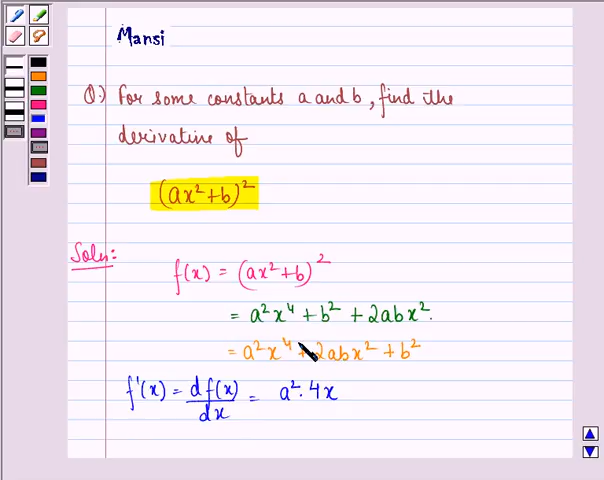 Mansi
Q.) For some constants a and b, find the
derivative of
(ax²+b)²
Soln:
f(x) = (ax²+b)²
= a²x⁴ + b² + 2abx².
= a²x⁴ + 2abx² + b²
f'(x) = df(x)/dx = a². 4x